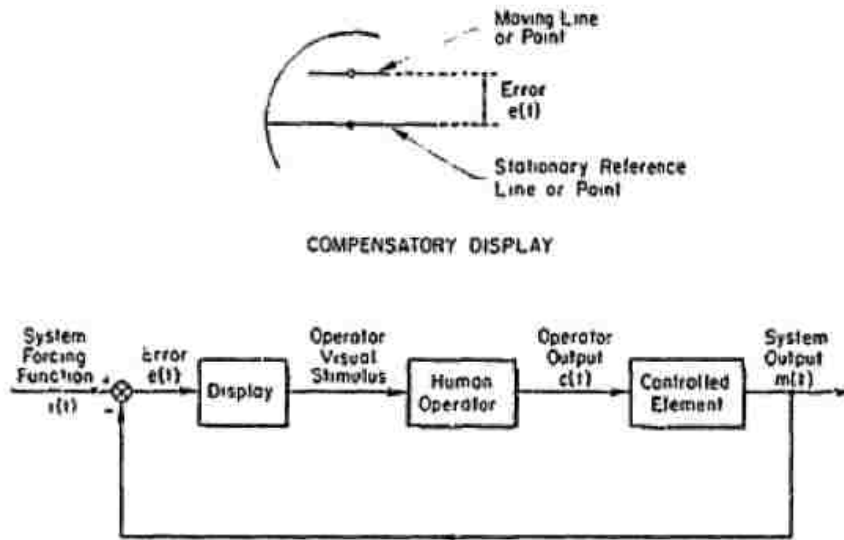 Moving Line
or Point
Error
e(t)
Stationary Reference
Line or Point
COMPENSATORY DISPLAY
System
Forcing
Function
i(t)
+
-
Error
e(t)
Display
Operator
Visual
Stimulus
Human
Operator
Operator
Output
c(t)
Controlled
Element
System
Output
m(t)